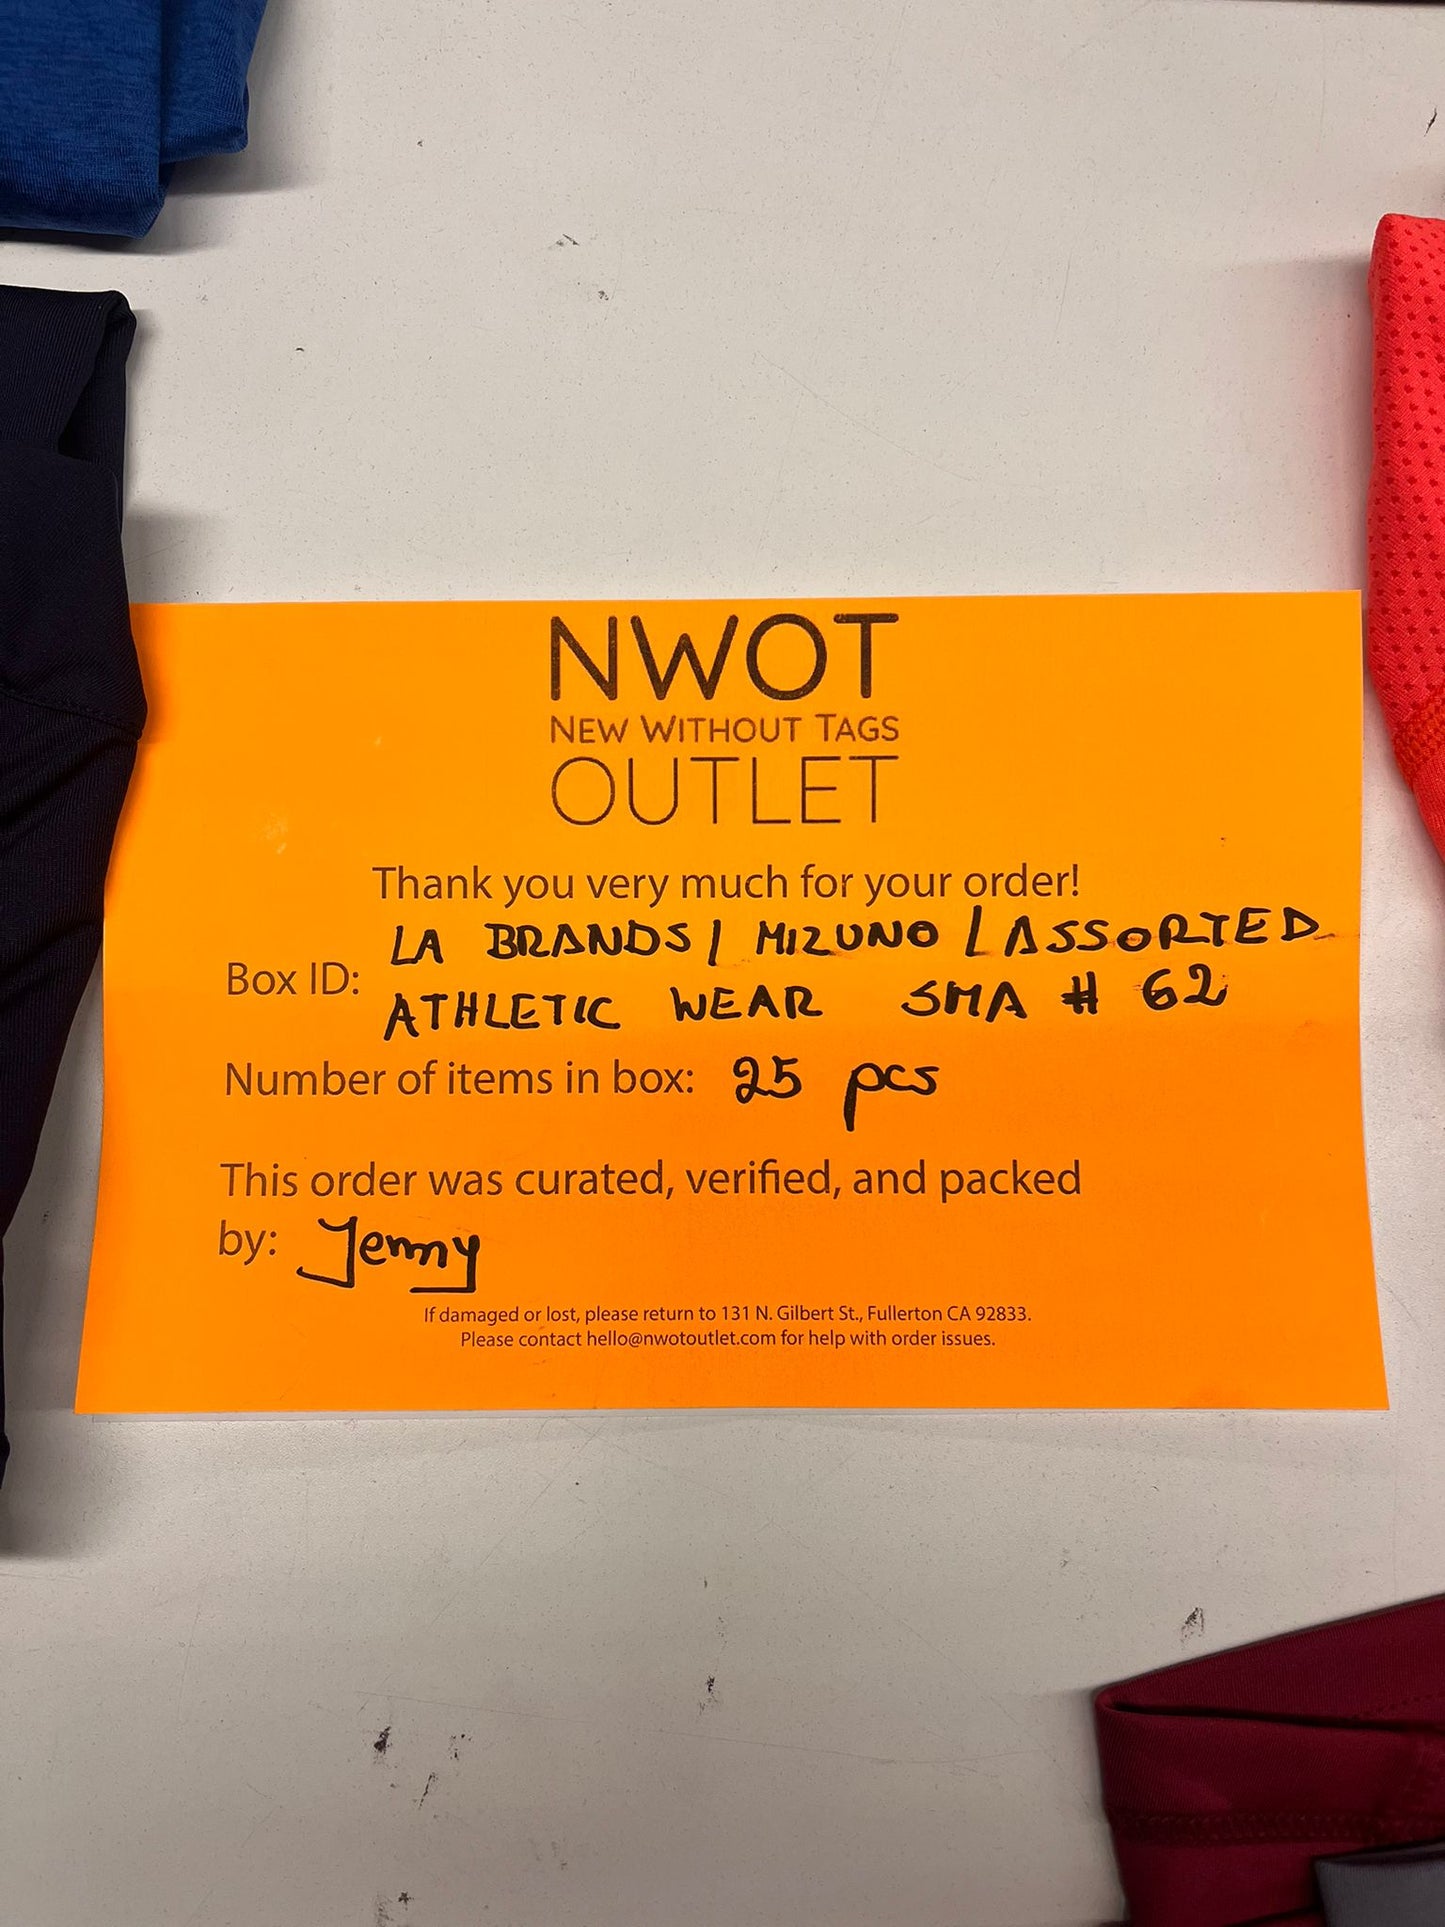 NWOT
NEW WITHOUT TAGS
OUTLET
Thank you very much for your order!
LA BRANDS / MIZUNO / ASSORTED
Box ID:
ATHLETIC WEAR SMA # 62
Number of items in box: 25 pcs
This order was curated, verified, and packed
by: Jenny
If damaged or lost, please return to 131 N. Gilbert St., Fullerton CA 92833.
Please contact hello@nwotoutlet.com for help with order issues.